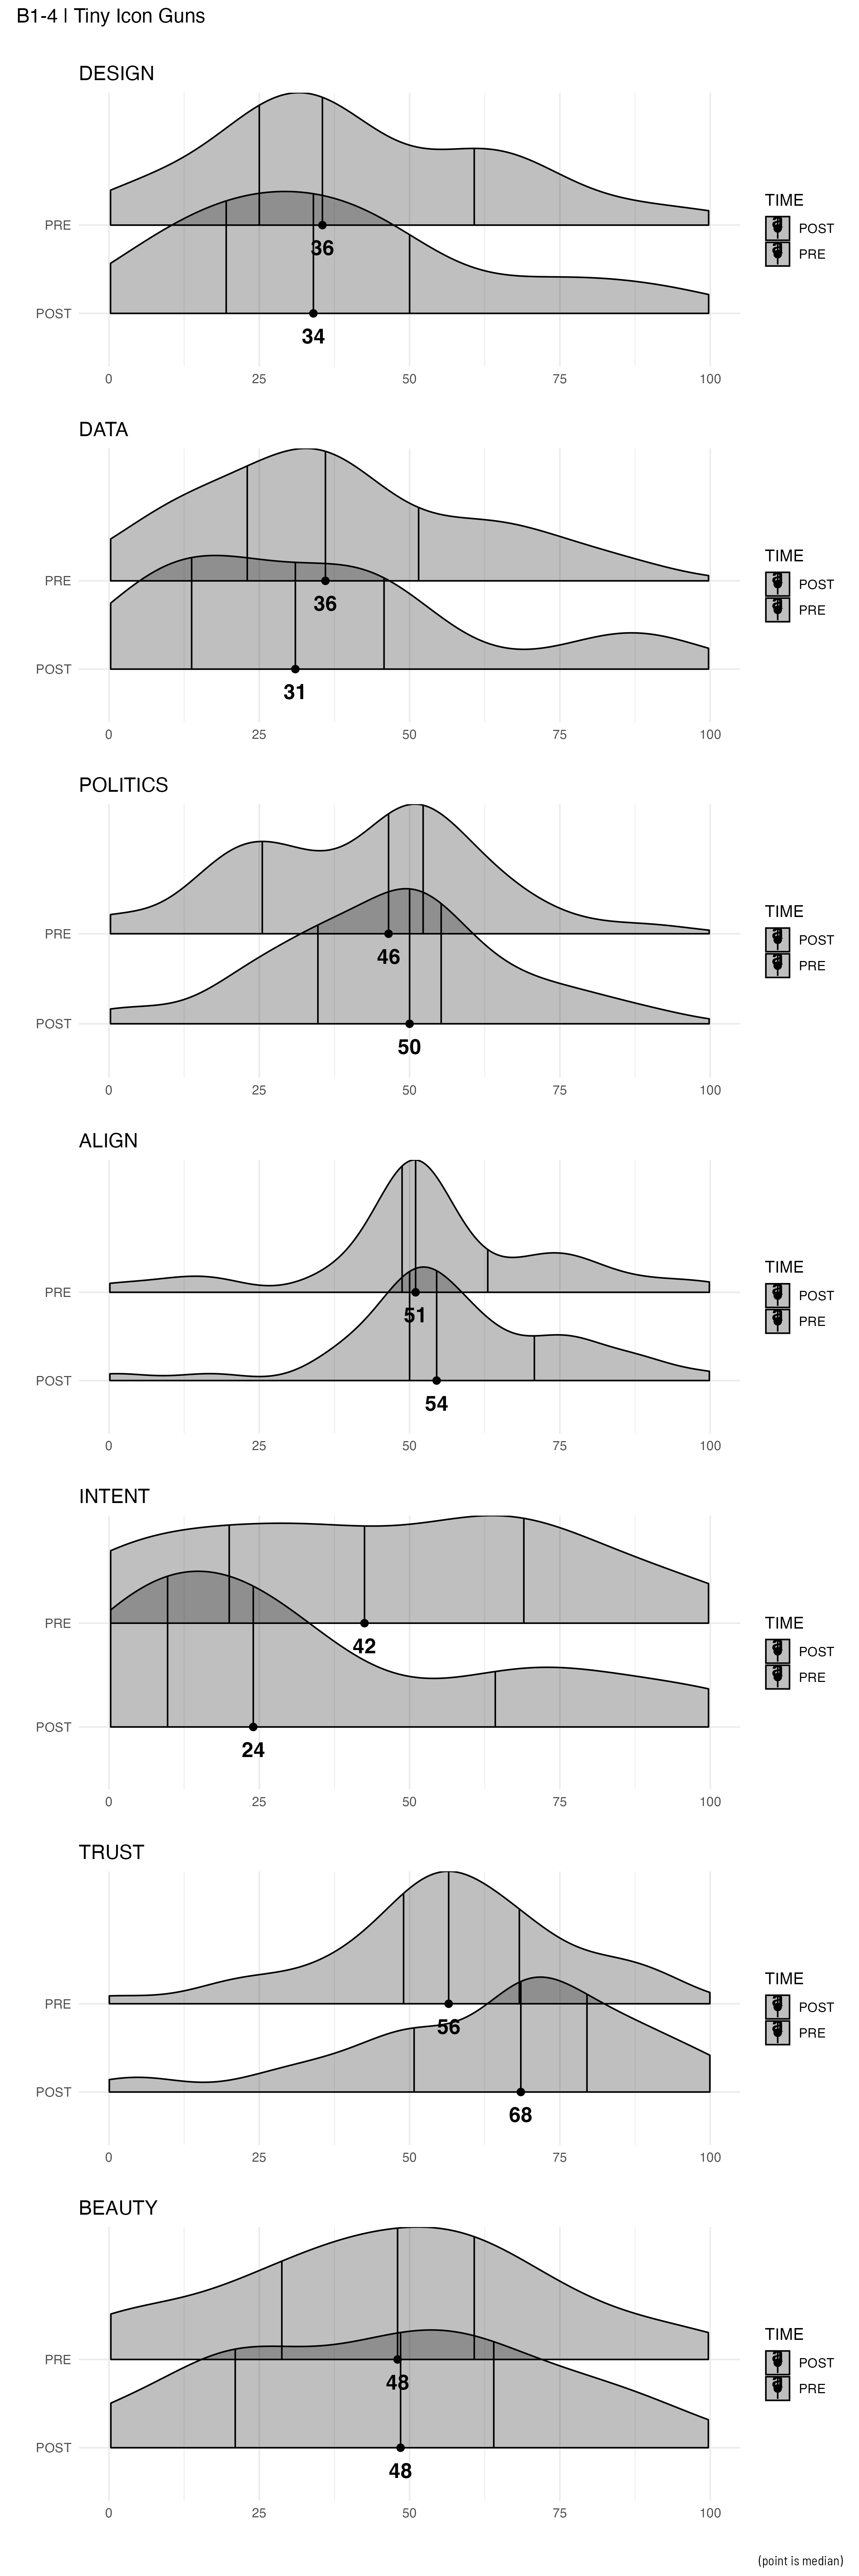 B1-4 | Tiny Icon Guns
DESIGN
PRE
36
POST
34
0 25 50 75 100
TIME
POST
PRE
DATA
PRE
36
POST
31
0 25 50 75 100
TIME
POST
PRE
POLITICS
PRE
46
POST
50
0 25 50 75 100
TIME
POST
PRE
ALIGN
PRE
51
POST
54
0 25 50 75 100
TIME
POST
PRE
INTENT
PRE
42
POST
24
0 25 50 75 100
TIME
POST
PRE
TRUST
PRE
56
POST
68
0 25 50 75 100
TIME
POST
PRE
BEAUTY
PRE
48
POST
48
0 25 50 75 100
TIME
POST
PRE
(point is median)